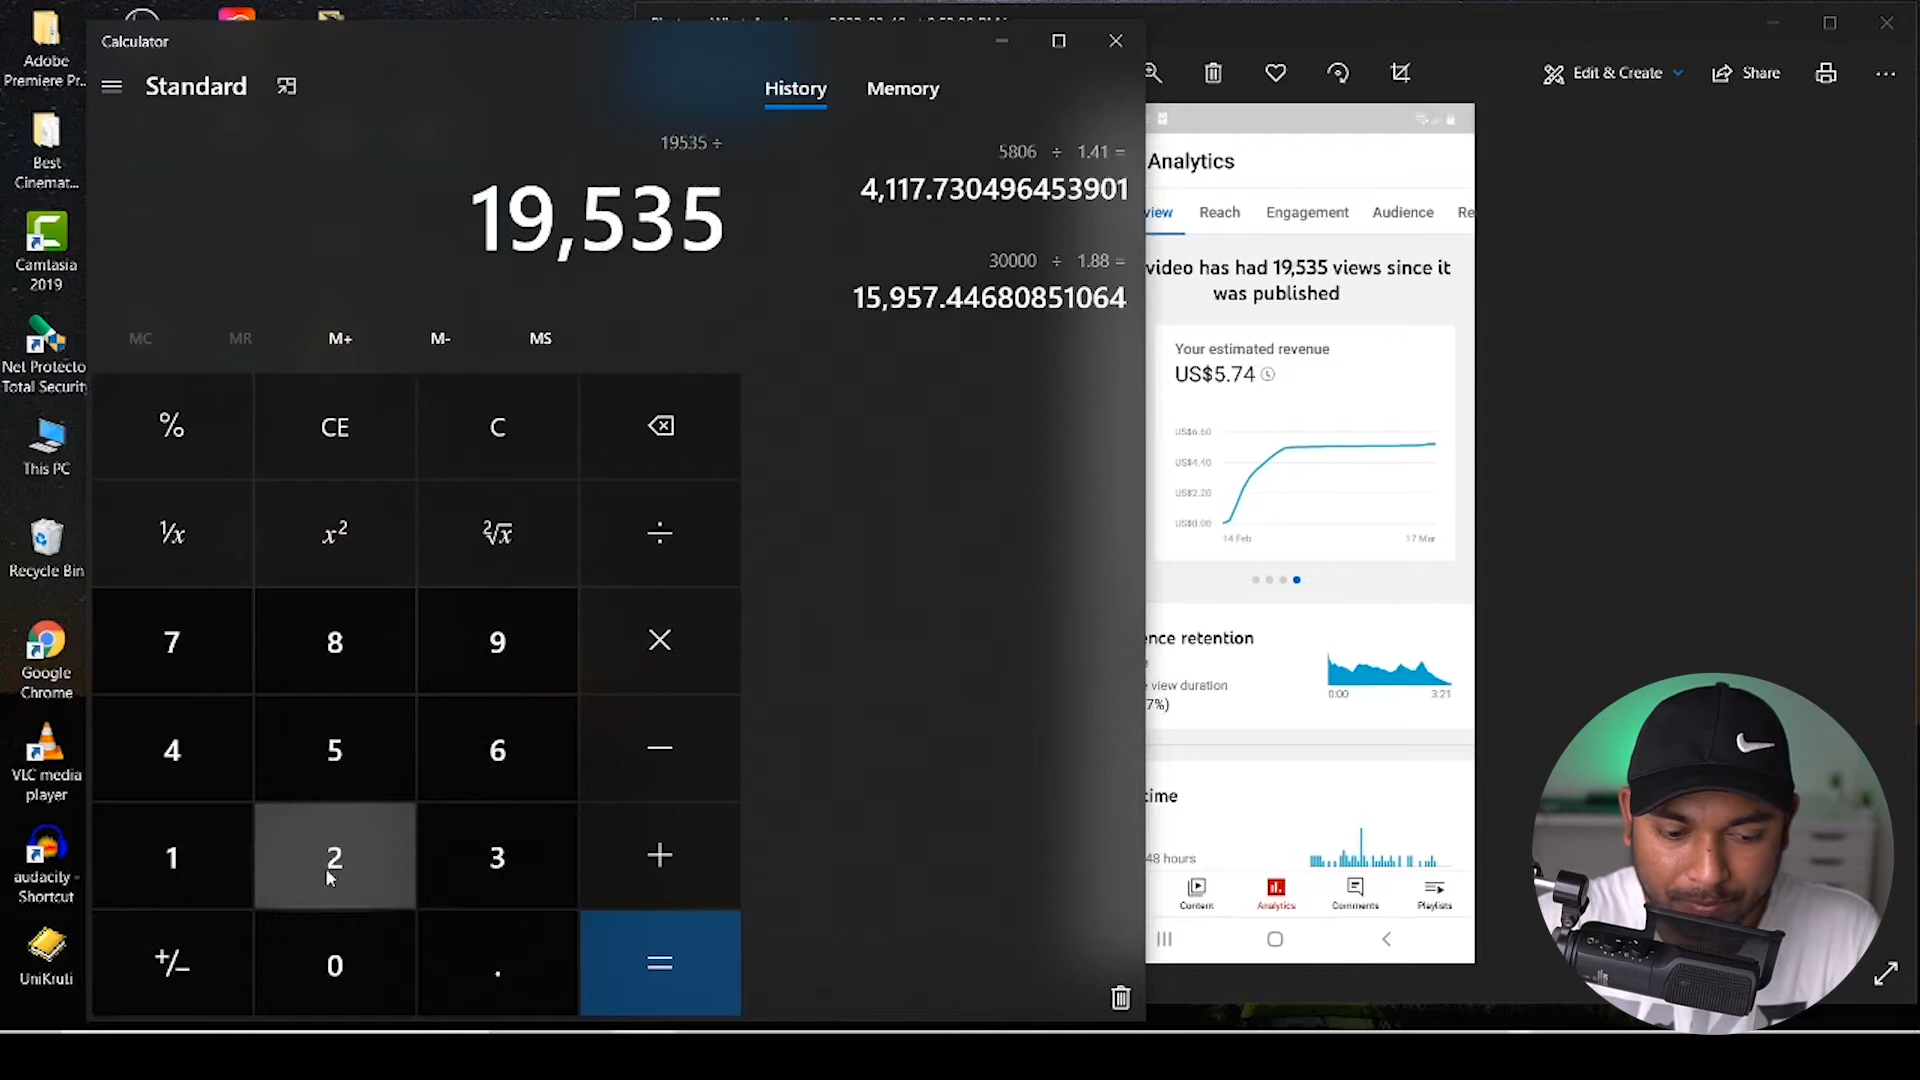 Adobe
Premiere Pr...
Best
Cinemat...
Camtasia
2019
Net Protecto
Total Securit
This PC
Recycle Bin
Google
Chrome
VLC media
player
audacity -
Shortcut
UniKruti
Calculator
Standard
History
Memory
19535 ÷
19,535
5806 ÷ 1.41 =
4,117.730496453901
30000 ÷ 1.88 =
15,957.44680851064
MC MR M+ M- MS
% CE C
⅟x x² ²√x ÷
7 8 9 ×
4 5 6 −
1 2 3 +
+/− 0 . =
Edit & Create
Share
Analytics
view Reach Engagement Audience Re
video has had 19,535 views since it
was published
Your estimated revenue
US$5.74
US$6.60
US$4.40
US$2.20
US$0.00
14 Feb 17 Mar
ence retention
view duration
7%)
0:00 3:21
time
48 hours
Content Analytics Comments Playlists